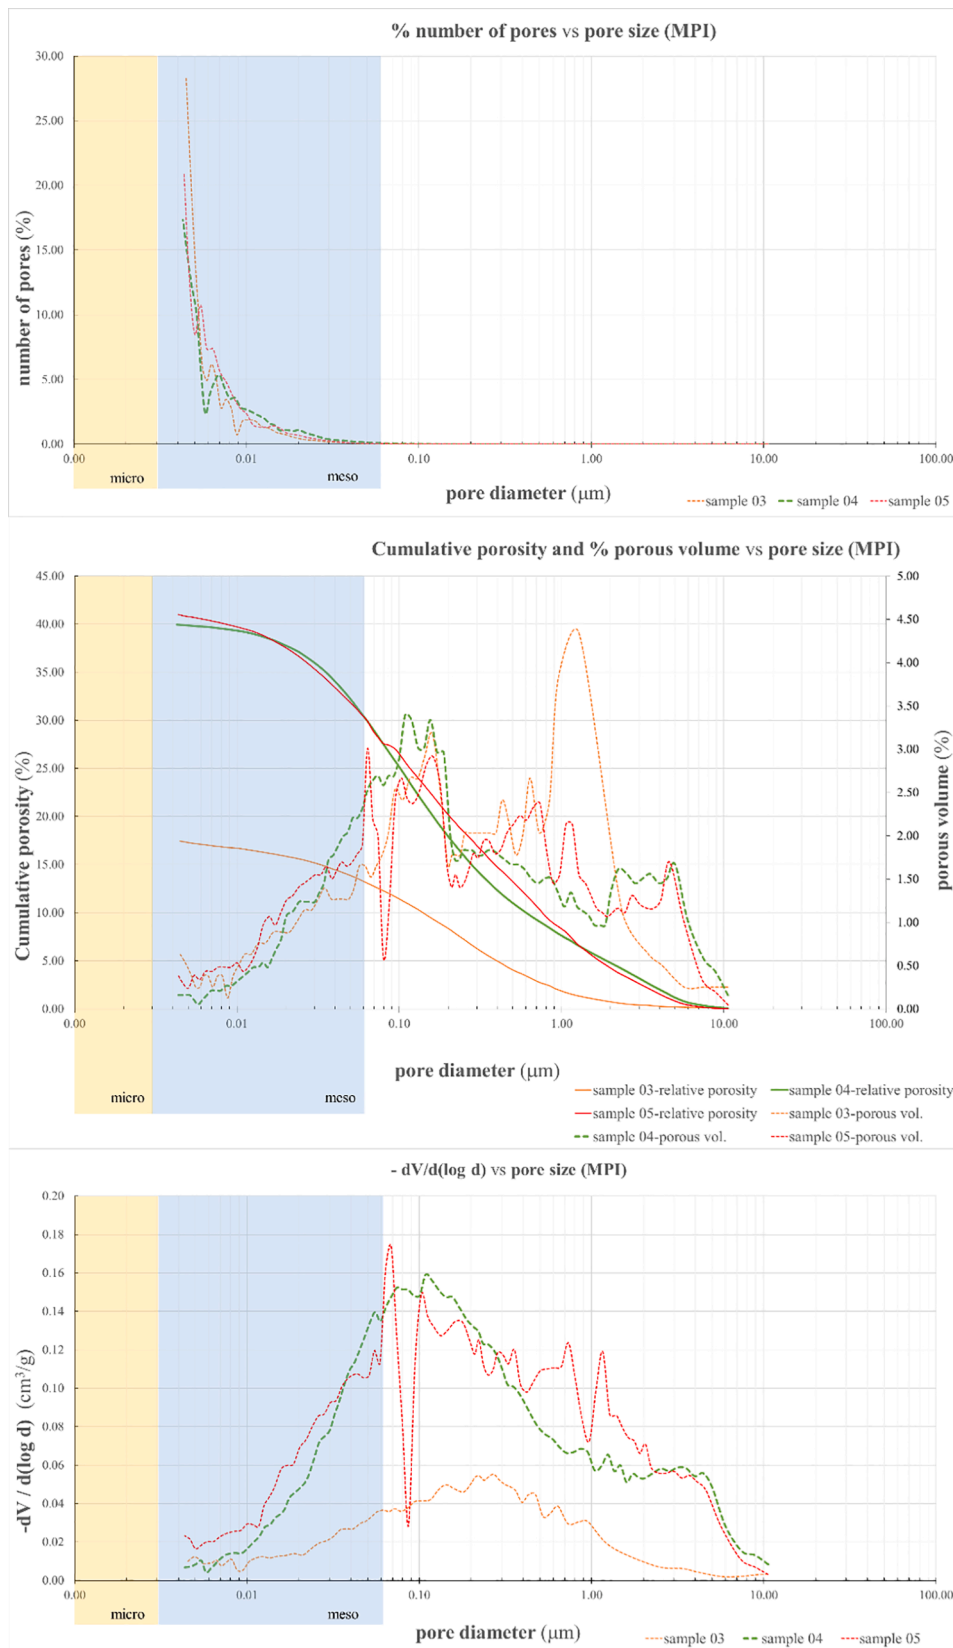 % number of pores vs pore size (MPI)
30.00
25.00
20.00
15.00
10.00
5.00
0.00
number of pores (%)
0.00 0.01 0.10 1.00 10.00 100.00
micro meso
pore diameter (µm)
sample 03 sample 04 sample 05
Cumulative porosity and % porous volume vs pore size (MPI)
45.00 5.00
40.00 4.50
35.00 4.00
30.00 3.50
25.00 3.00
20.00 2.50
15.00 2.00
10.00 1.50
5.00 1.00
0.00 0.50
0.00
0.00
Cumulative porosity (%)
porous volume (%)
0.00 0.01 0.10 1.00 10.00 100.00
pore diameter (µm)
micro meso
sample 03-relative porosity sample 04-relative porosity
sample 05-relative porosity sample 03-porous vol.
sample 04-porous vol. sample 05-porous vol.
- dV/d(log d) vs pore size (MPI)
0.20
0.18
0.16
0.14
0.12
0.10
0.08
0.06
0.04
0.02
0.00
-dV / d(log d) (cm³/g)
0.00 0.01 0.10 1.00 10.00 100.00
micro meso
pore diameter (µm)
sample 03 sample 04 sample 05